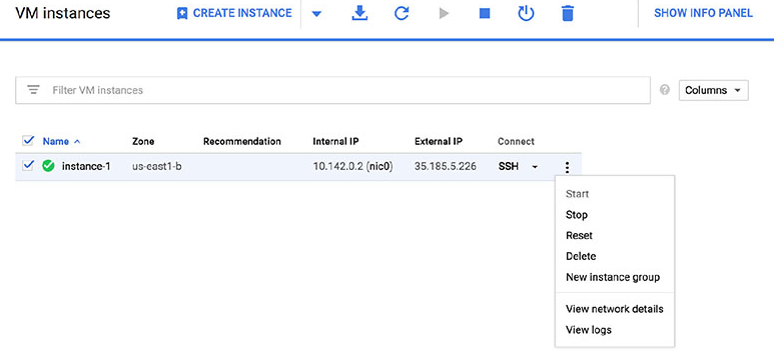 VM instances CREATE INSTANCE SHOW INFO PANEL
Filter VM instances Columns
Name Zone Recommendation Internal IP External IP Connect
instance-1 us-east1-b 10.142.0.2 (nic0) 35.185.5.226 SSH
Start
Stop
Reset
Delete
New instance group
View network details
View logs